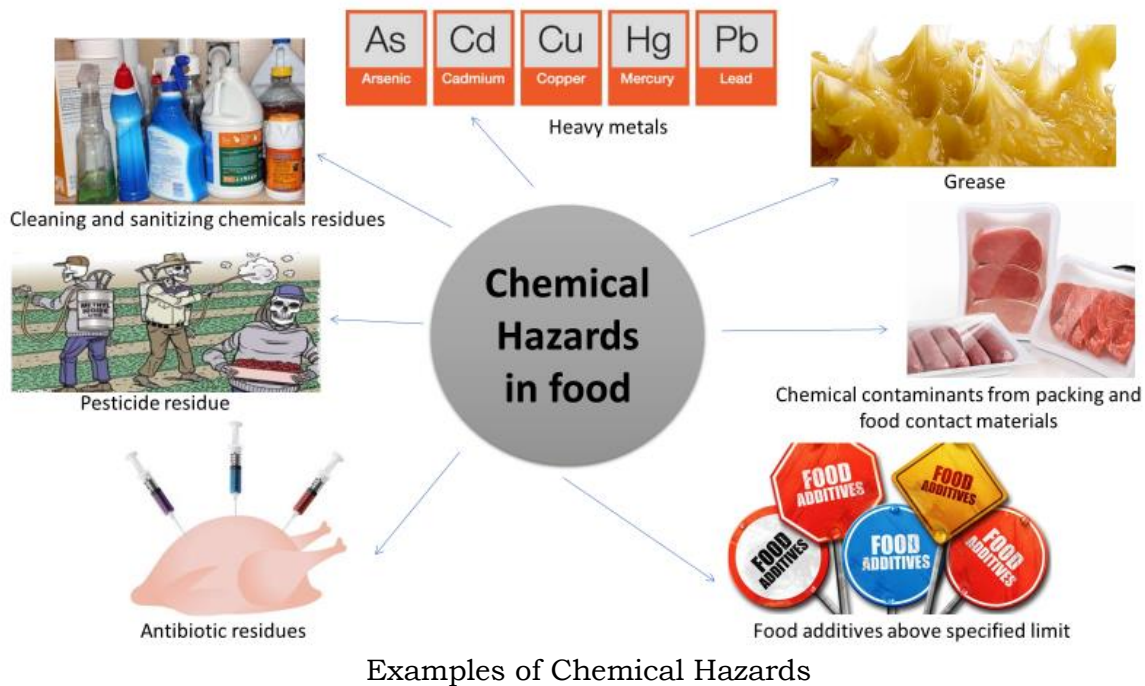 As Cd Cu Hg Pb
Arsenic Cadmium Copper Mercury Lead
Heavy metals
Cleaning and sanitizing chemicals residues
Grease
Chemical
Hazards
in food
METHYL
IODIDE
Pesticide residue
Chemical contaminants from packing and
food contact materials
Antibiotic residues
FOOD
ADDITIVES
FOOD
ADDITIVES
FOOD
ADDITIVES
FOOD
ADDITIVES
FOOD
ADDITIVES
Food additives above specified limit
Examples of Chemical Hazards